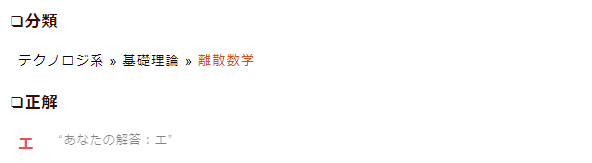 ❏分類
テクノロジ系 » 基礎理論 » 離散数学
❏正解
エ “あなたの解答：エ”